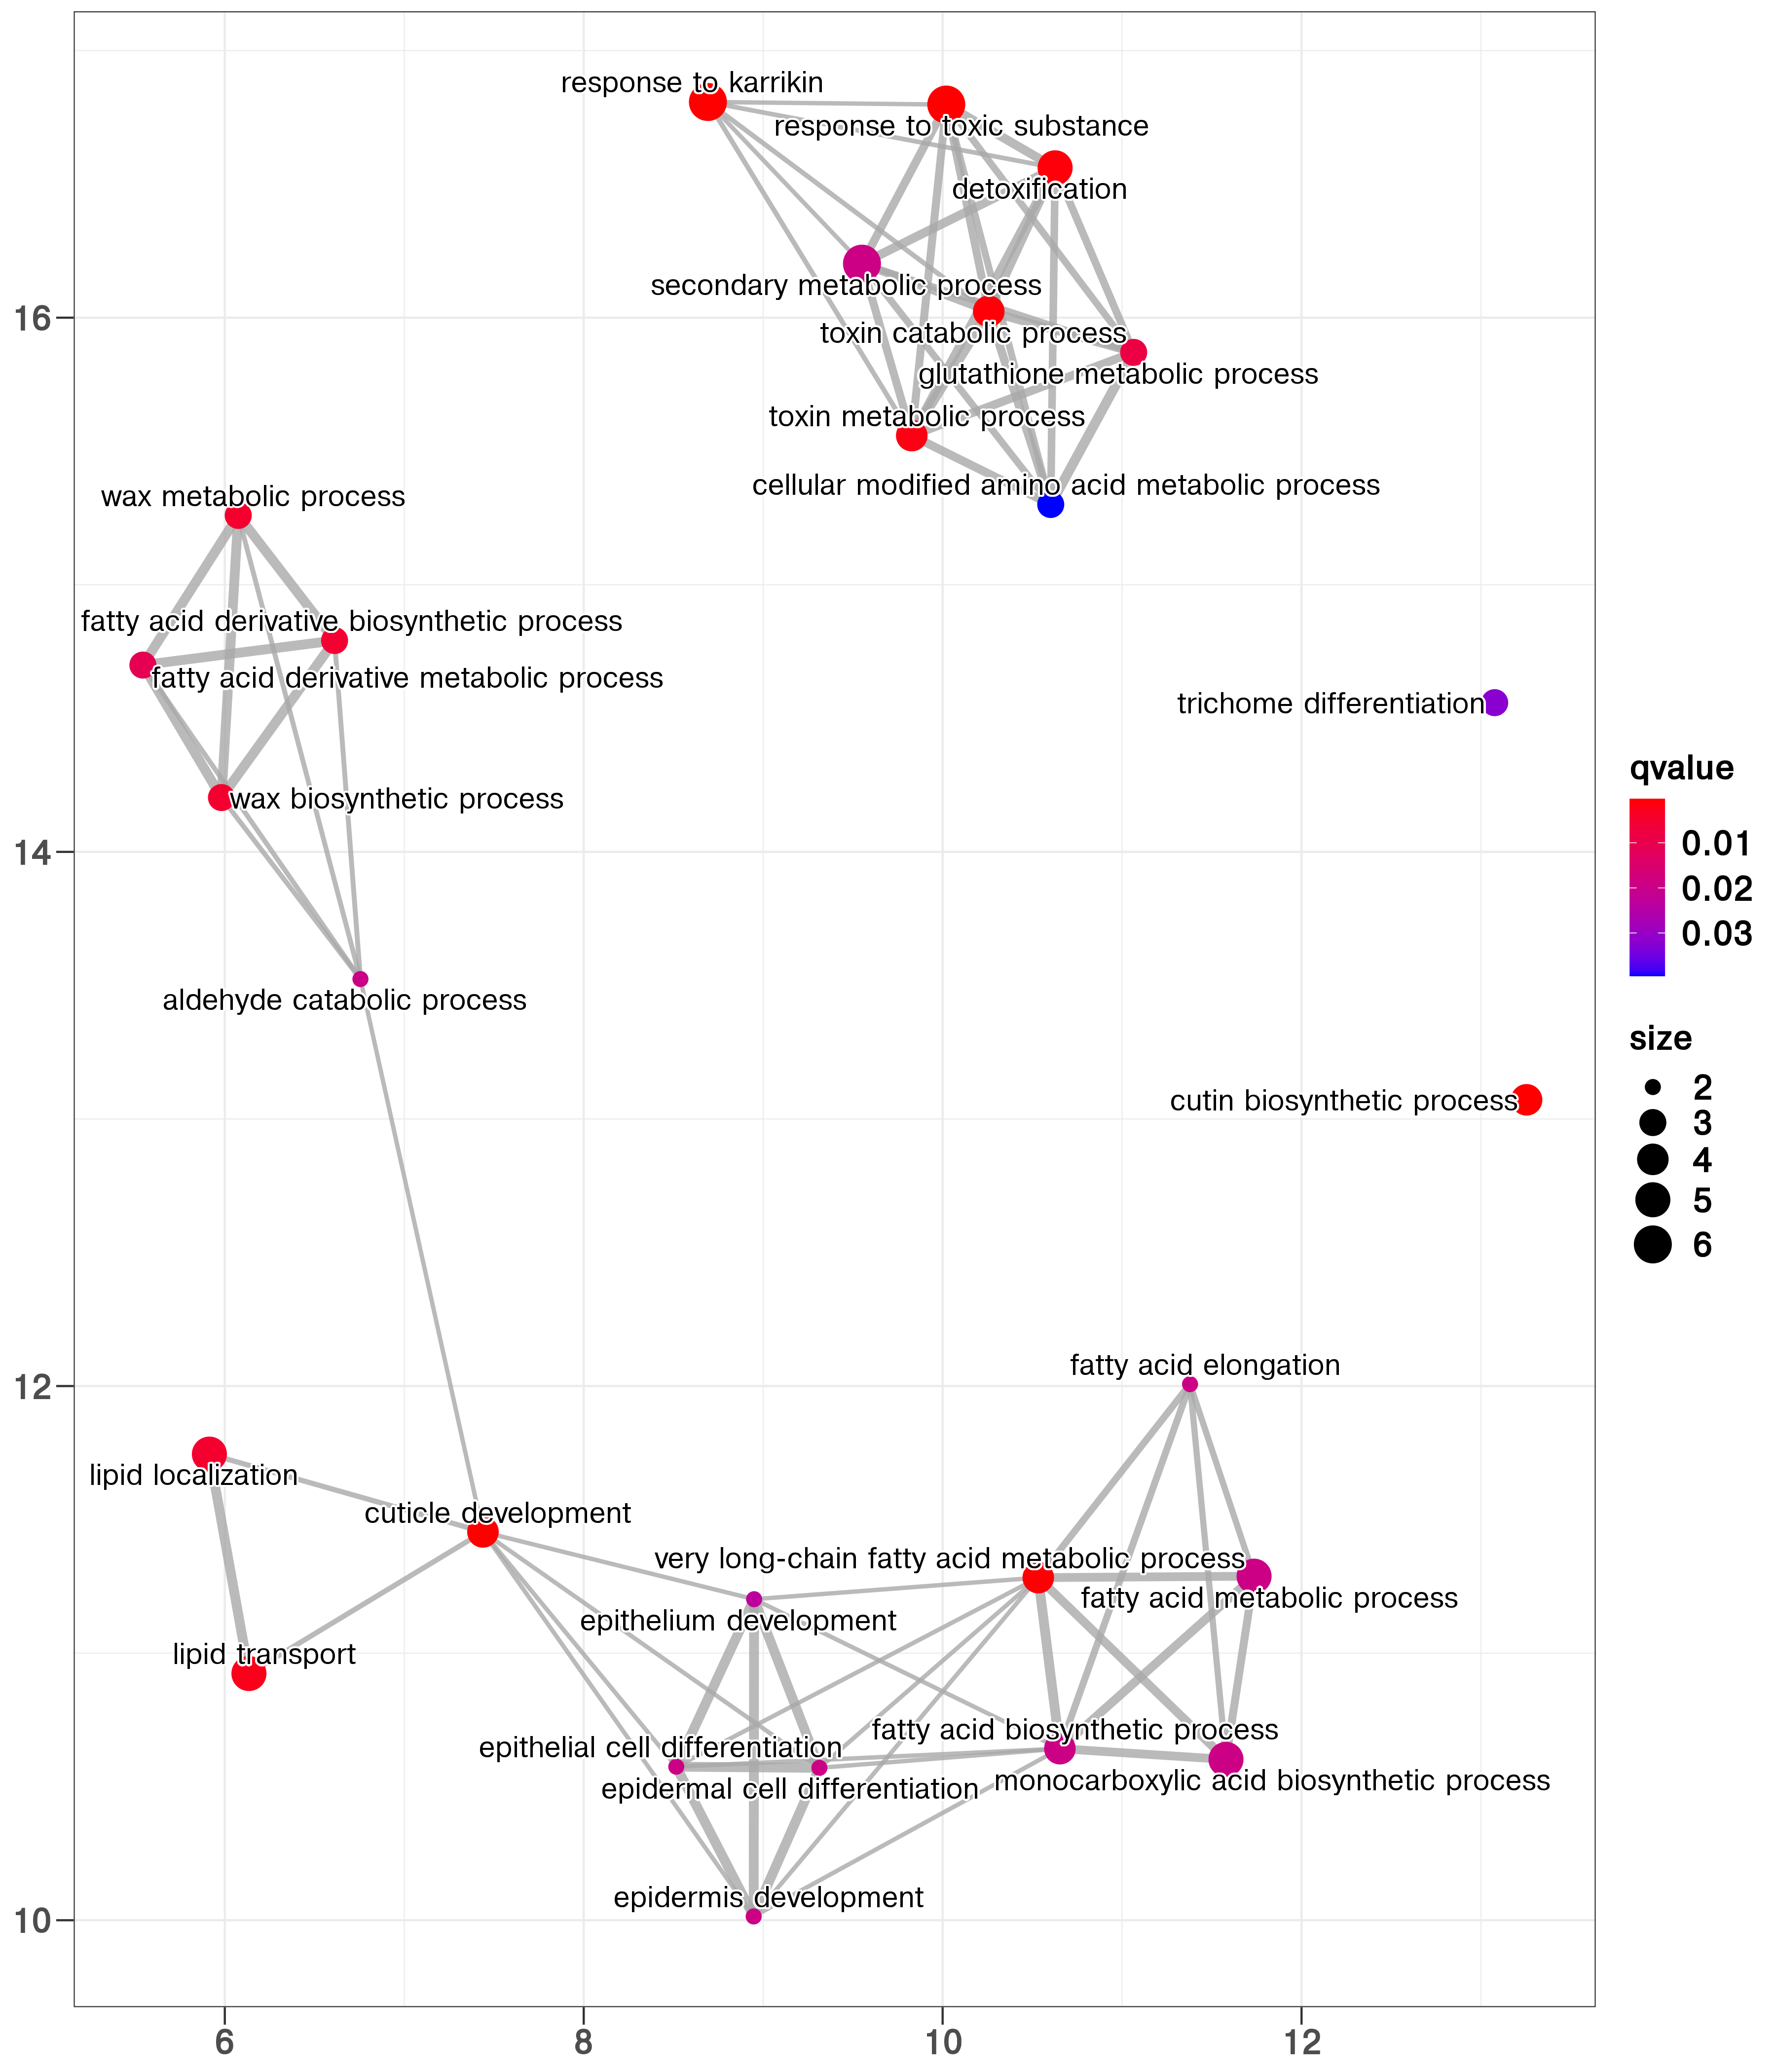 response to karrikin
response to toxic substance
detoxification
secondary metabolic process
16
toxin catabolic process
glutathione metabolic process
toxin metabolic process
cellular modified amino acid metabolic process
wax metabolic process
fatty acid derivative biosynthetic process
fatty acid derivative metabolic process
trichome differentiation
wax biosynthetic process
14
aldehyde catabolic process
cutin biosynthetic process
fatty acid elongation
12
lipid localization
cuticle development
very long-chain fatty acid metabolic process
fatty acid metabolic process
epithelium development
lipid transport
fatty acid biosynthetic process
epithelial cell differentiation
monocarboxylic acid biosynthetic process
epidermal cell differentiation
epidermis development
10
6
8
10
12
qvalue
0.01
0.02
0.03
size
2
3
4
5
6